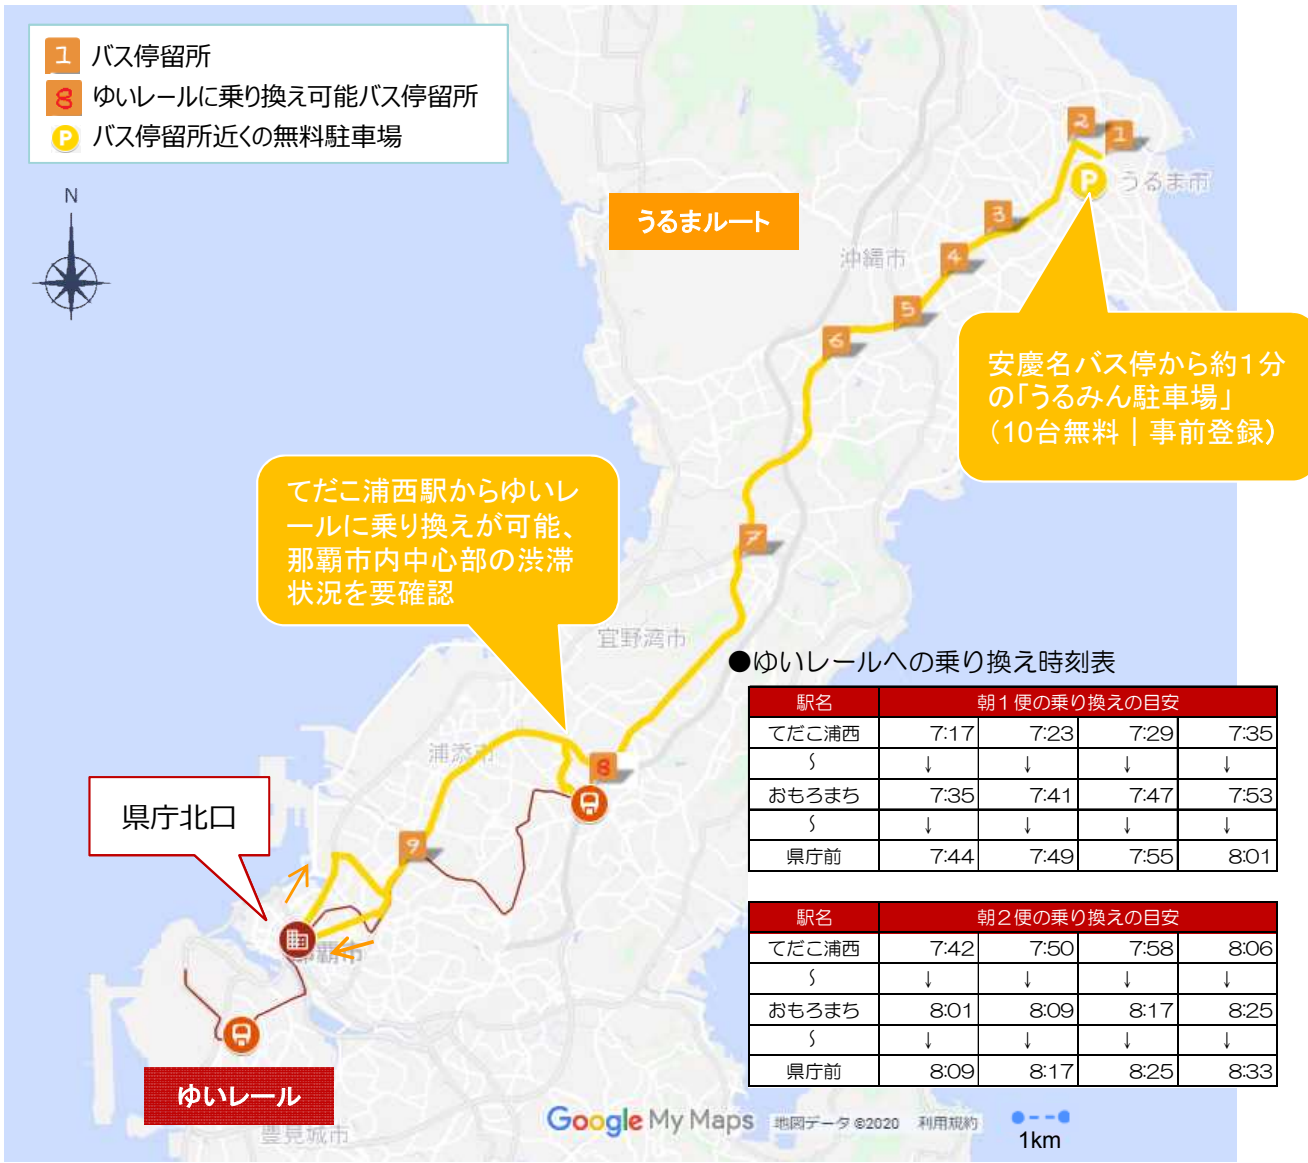 1 バス停留所
8 ゆいレールに乗り換え可能バス停留所
P バス停留所近くの無料駐車場
N
うるまルート
2
1
P
うるま市
3
沖縄市
4
5
6
安慶名バス停から約1分
の「うるみん駐車場」
(10台無料｜事前登録)
てだこ浦西駅からゆいレ
ールに乗り換えが可能、
那覇市内中心部の渋滞
状況を要確認
7
宜野湾市
●ゆいレールへの乗り換え時刻表
駅名 朝1便の乗り換えの目安
てだこ浦西 7:17 7:23 7:29 7:35
〜 ↓ ↓ ↓ ↓
おもろまち 7:35 7:41 7:47 7:53
〜 ↓ ↓ ↓ ↓
県庁前 7:44 7:49 7:55 8:01
浦添市
8
県庁北口
9
那覇市
駅名 朝2便の乗り換えの目安
てだこ浦西 7:42 7:50 7:58 8:06
〜 ↓ ↓ ↓ ↓
おもろまち 8:01 8:09 8:17 8:25
〜 ↓ ↓ ↓ ↓
県庁前 8:09 8:17 8:25 8:33
ゆいレール
豊見城市
Google My Maps 地図データ ©2020 利用規約
1km